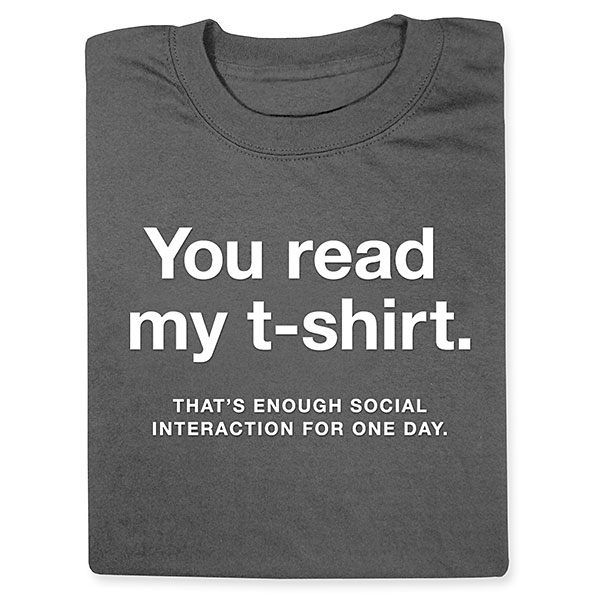 You read
my t-shirt.
THAT'S ENOUGH SOCIAL
INTERACTION FOR ONE DAY.